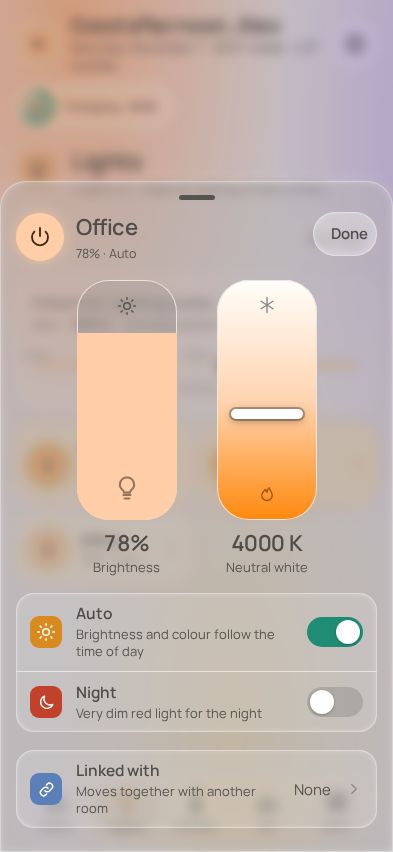 Lights
Office
78% · Auto
Done
78%
Brightness
4000 K
Neutral white
Auto
Brightness and colour follow the
time of day
Night
Very dim red light for the night
Linked with
Moves together with another
room
None